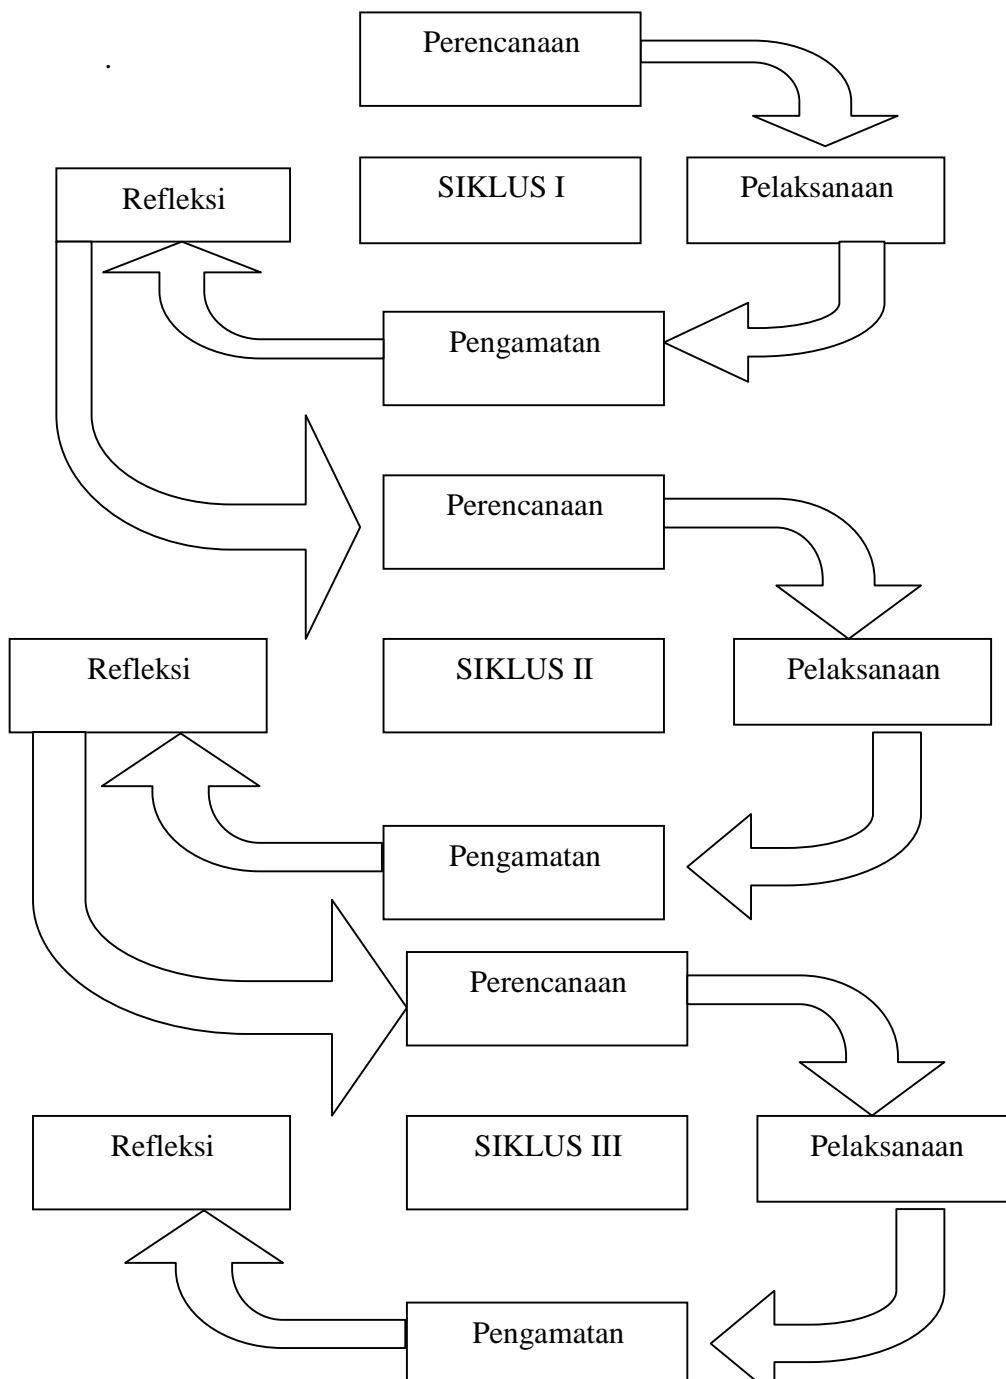 Perencanaan
.
Refleksi
SIKLUS I
Pelaksanaan
Pengamatan
Perencanaan
Refleksi
SIKLUS II
Pelaksanaan
Pengamatan
Perencanaan
Refleksi
SIKLUS III
Pelaksanaan
Pengamatan